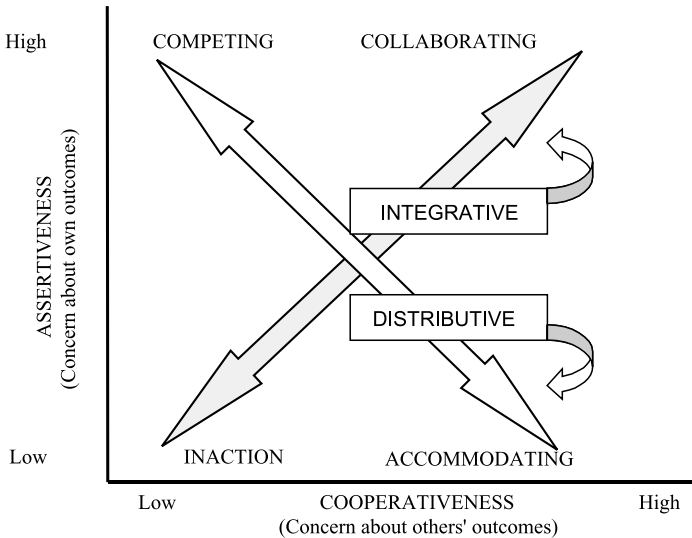 High
COMPETING
COLLABORATING
ASSERTIVENESS
(Concern about own outcomes)
INTEGRATIVE
DISTRIBUTIVE
Low
INACTION
ACCOMMODATING
Low
COOPERATIVENESS
High
(Concern about others' outcomes)